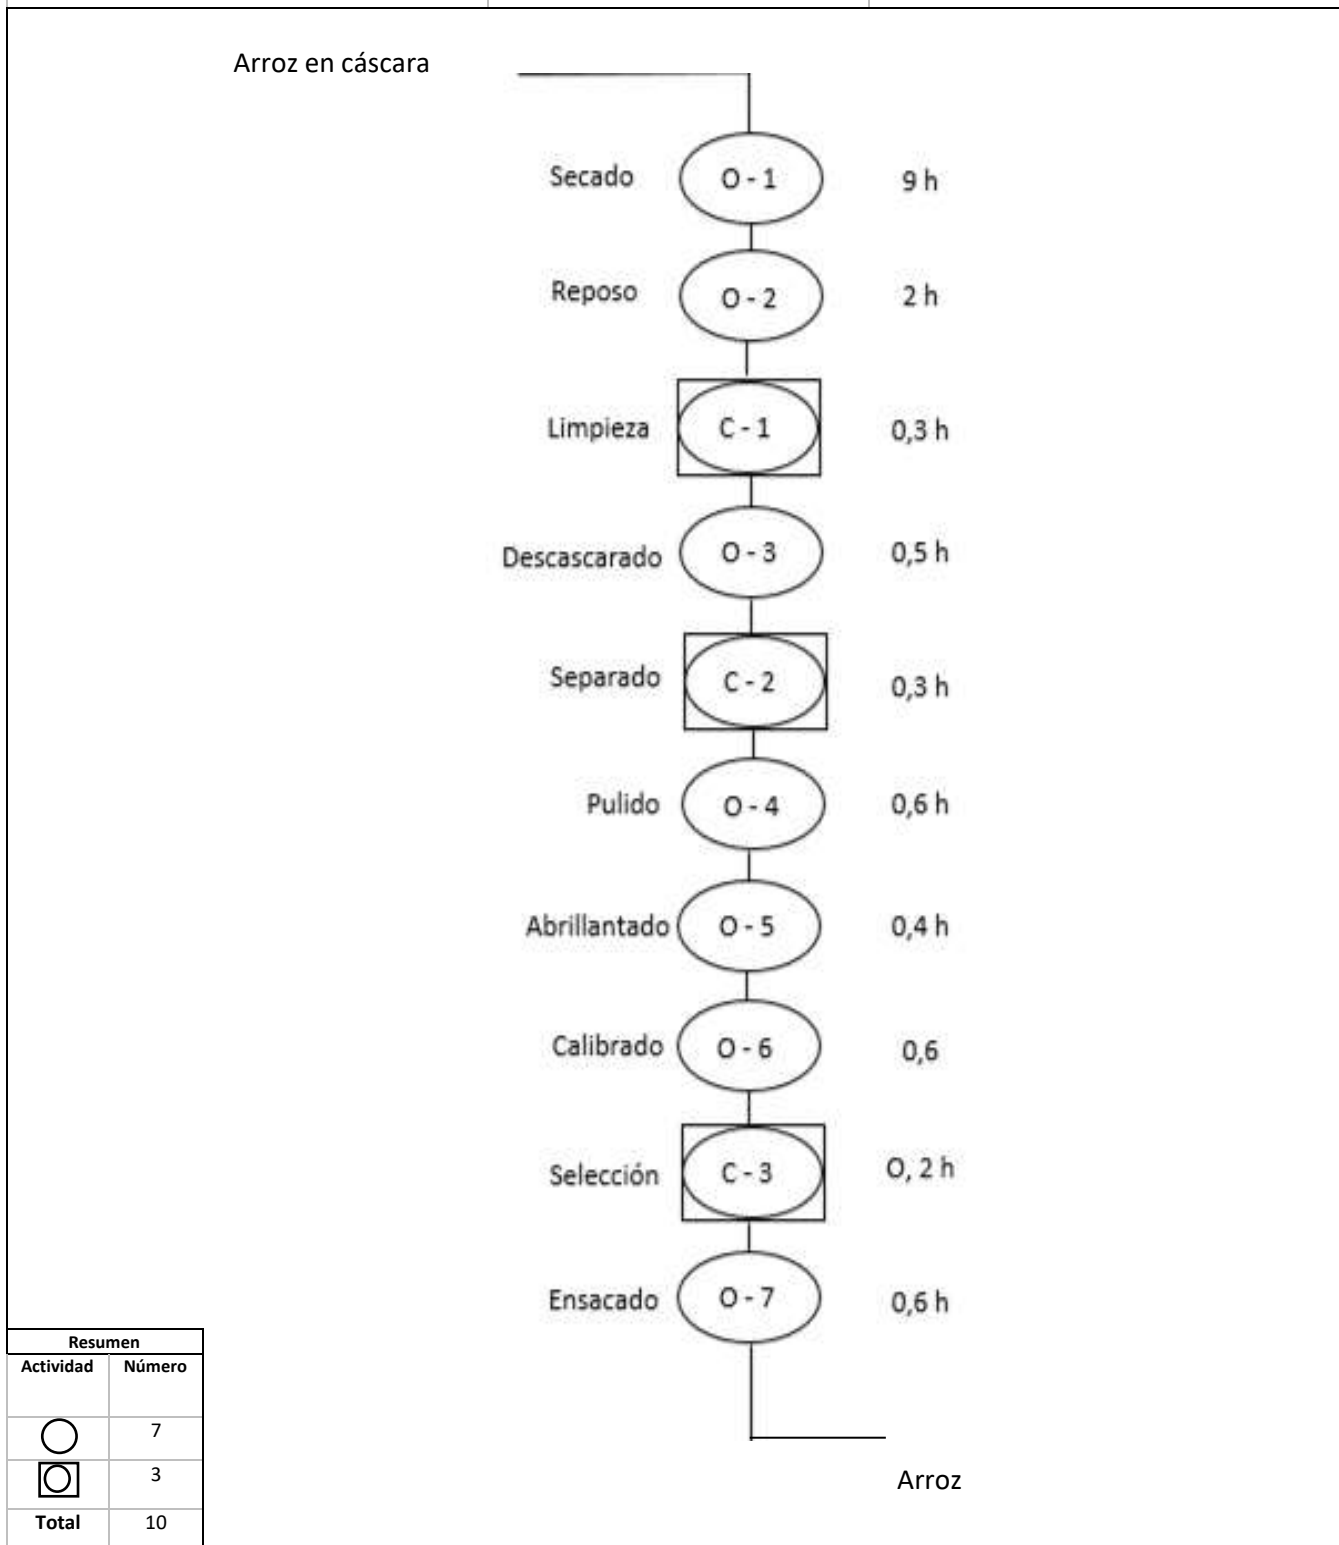 Arroz en cáscara
Secado O - 1 9 h
Reposo O - 2 2 h
Limpieza C - 1 0,3 h
Descascarado O - 3 0,5 h
Separado C - 2 0,3 h
Pulido O - 4 0,6 h
Abrillantado O - 5 0,4 h
Calibrado O - 6 0,6
Selección C - 3 O, 2 h
Ensacado O - 7 0,6 h
Arroz
Resumen
Actividad Número
7
3
Total 10